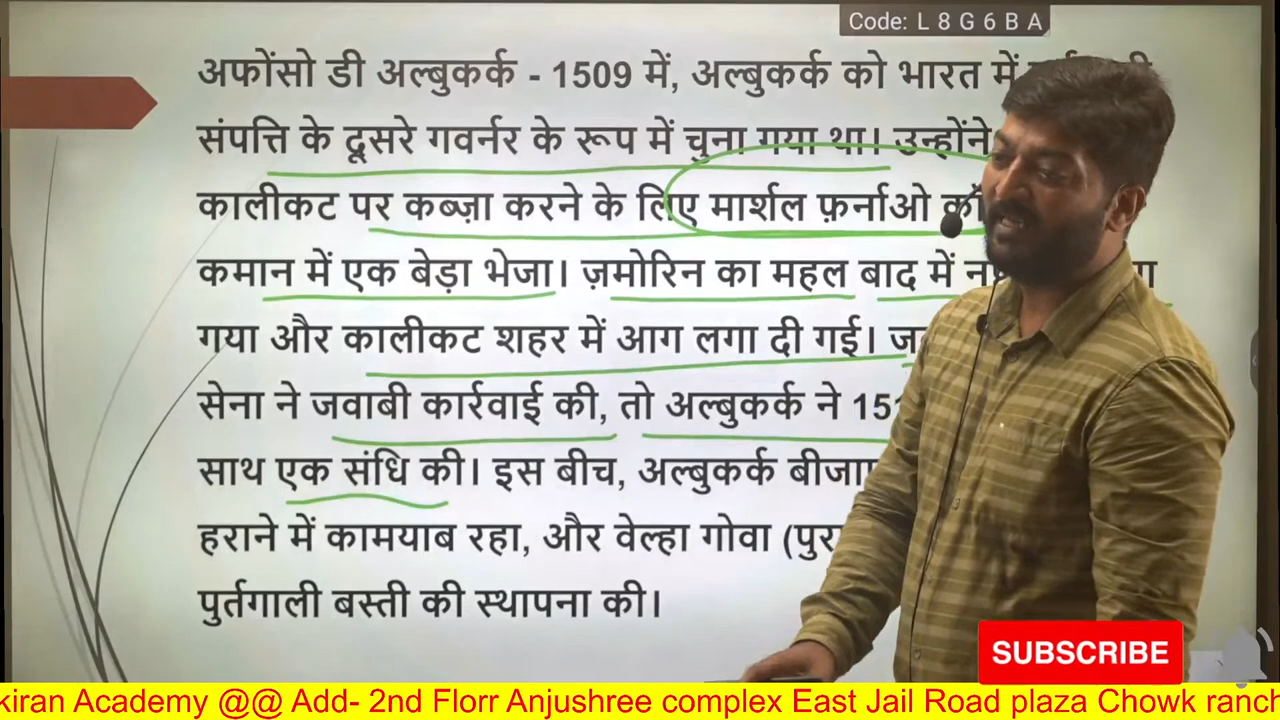 Code: L 8 G 6 B A
अफोंसो डी अल्बुकर्क - 1509 में, अल्बुकर्क को भारत में
संपत्ति के दूसरे गवर्नर के रूप में चुना गया था। उन्होंने
कालीकट पर कब्ज़ा करने के लिए मार्शल फ़र्नाओ
कमान में एक बेड़ा भेजा। ज़मोरिन का महल बाद में
गया और कालीकट शहर में आग लगा दी गई।
सेना ने जवाबी कार्रवाई की, तो अल्बुकर्क ने
साथ एक संधि की। इस बीच, अल्बुकर्क
हराने में कामयाब रहा, और वेल्हा गोवा
पुर्तगाली बस्ती की स्थापना की।
SUBSCRIBE
kiran Academy @@ Add- 2nd Florr Anjushree complex East Jail Road plaza Chowk ranch